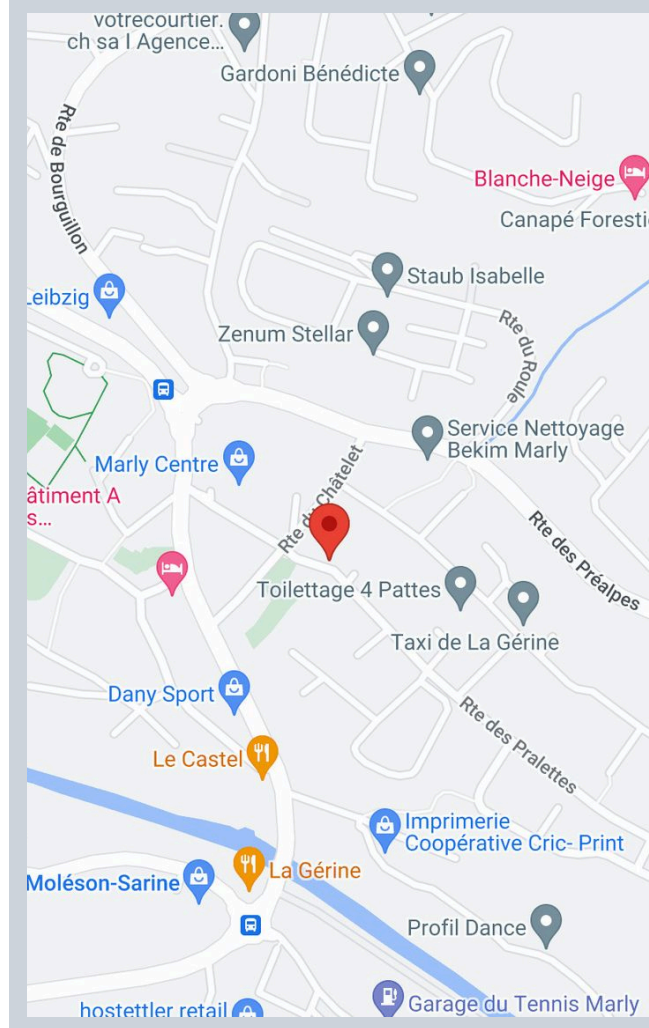 votrecourtier.
ch sa I Agence...
Gardoni Bénédicte
Rte de Bourguillon
Blanche-Neige
Canapé Foresti
Staub Isabelle
Leibzig
Zenum Stellar
Rte du Roule
Service Nettoyage
Bekim Marly
Marly Centre
Rte du Châtelet
âtiment A
s...
Rte des Préalpes
Toilettage 4 Pattes
Taxi de La Gérine
Dany Sport
Rte des Pralettes
Le Castel
Imprimerie
Coopérative Cric- Print
La Gérine
Moléson-Sarine
Profil Dance
Garage du Tennis Marly
hostettler retail